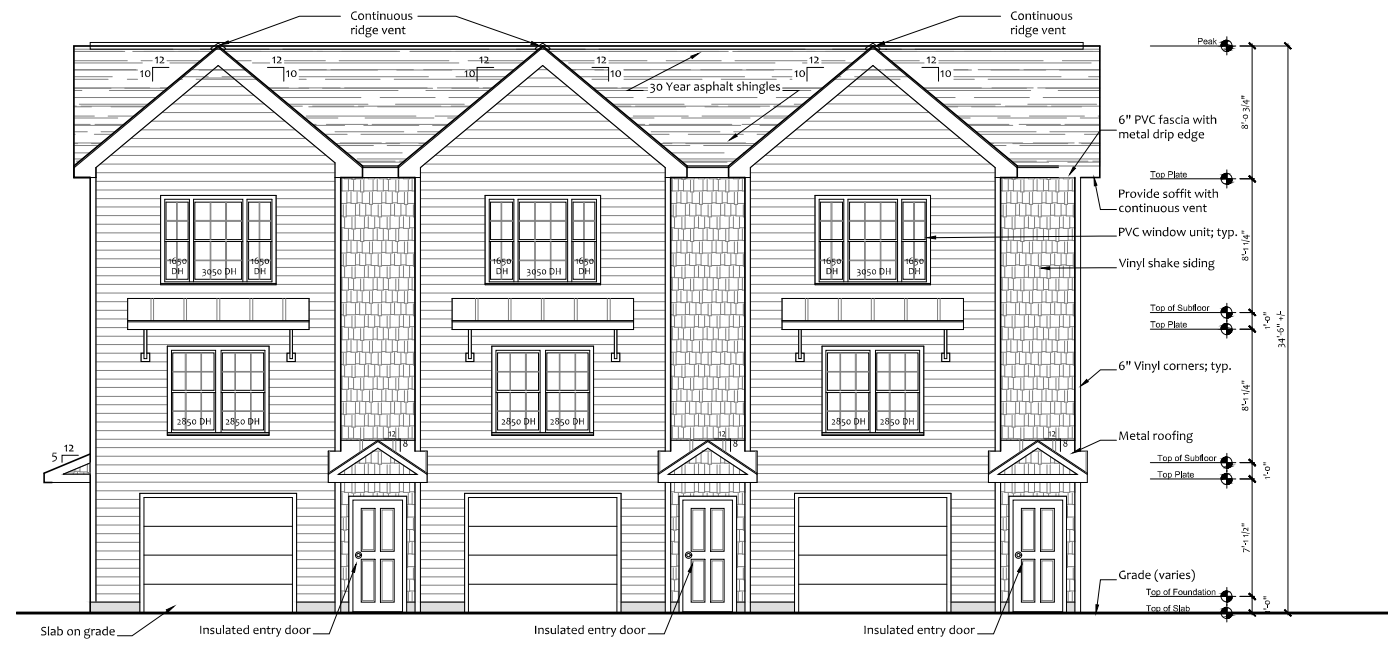 Continuous
ridge vent
Continuous
ridge vent
Peak
12
10
12
10
12
10
12
10
12
10
12
10
30 Year asphalt shingles
8'-0 3/4"
6" PVC fascia with
metal drip edge
Top Plate
Provide soffit with
continuous vent
PVC window unit; typ.
8'-1 1/4"
1650
DH
3050 DH
1650
DH
1650
DH
3050 DH
1650
DH
1650
DH
3050 DH
1650
DH
Vinyl shake siding
Top of Subfloor
1'-0"
Top Plate
34'-6" +/-
6" Vinyl corners; typ.
8'-1 1/4"
2850 DH
2850 DH
2850 DH
2850 DH
2850 DH
2850 DH
12
8
12
8
12
8
Metal roofing
5
12
Top of Subfloor
1'-0"
Top Plate
7'-1 1/2"
Grade (varies)
Top of Foundation
1'-0"
Top of Slab
Slab on grade
Insulated entry door
Insulated entry door
Insulated entry door